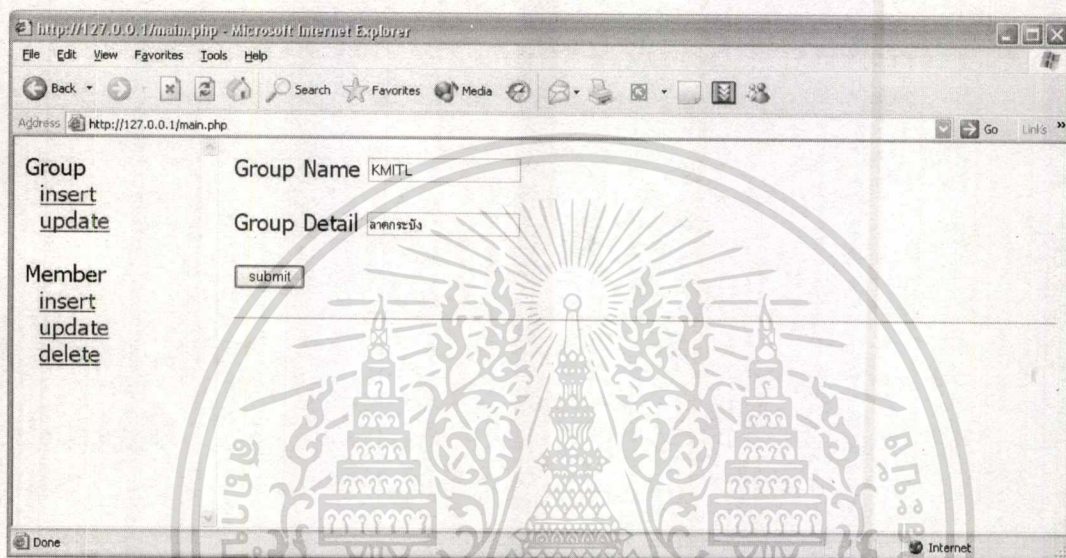 http://127.0.0.1/main.php - Microsoft Internet Explorer
File Edit View Favorites Tools Help
Back Search Favorites Media
Address http://127.0.0.1/main.php Go Links »
Group
insert
update
Member
insert
update
delete
Group Name KMITL
Group Detail ลาดกระบัง
submit
Done Internet